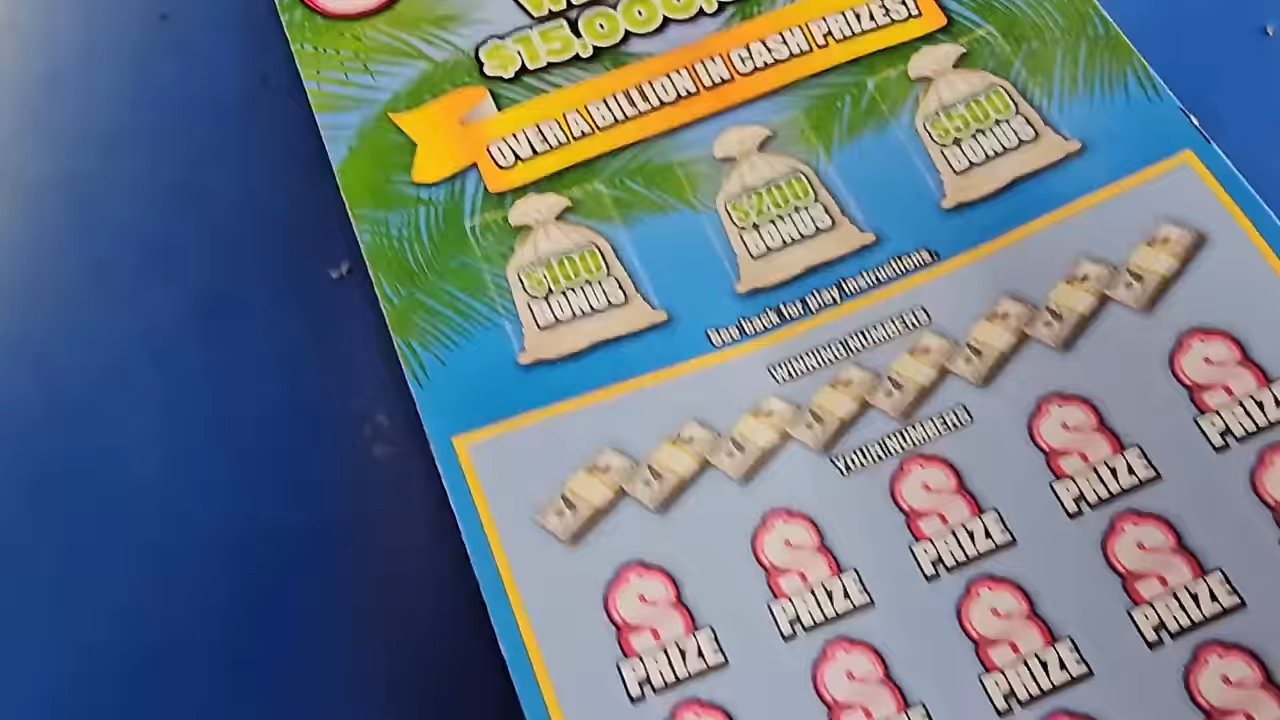 $15,000,
OVER A BILLION IN CASH PRIZES!
$100
BONUS
$200
BONUS
$500
BONUS
See back for play instructions.
WINNING NUMBERS
YOUR NUMBERS
$
PRIZE
$
PRIZE
$
PRIZE
$
PRIZE
$
PRIZE
$
PRIZE
$
PRIZE
$
$